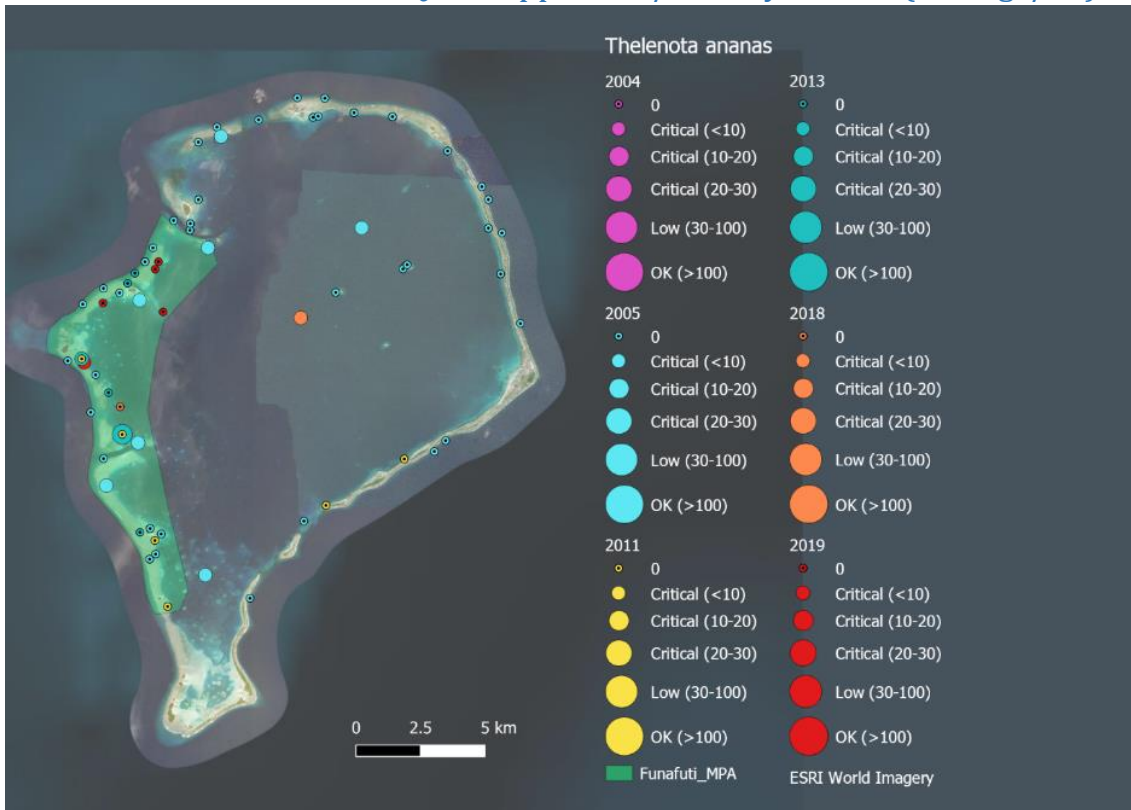 Thelenota ananas
2004
0
Critical (<10)
Critical (10-20)
Critical (20-30)
Low (30-100)
OK (>100)
2005
0
Critical (<10)
Critical (10-20)
Critical (20-30)
Low (30-100)
OK (>100)
2011
0
Critical (<10)
Critical (10-20)
Critical (20-30)
Low (30-100)
OK (>100)
Funafuti_MPA
2013
0
Critical (<10)
Critical (10-20)
Critical (20-30)
Low (30-100)
OK (>100)
2018
0
Critical (<10)
Critical (10-20)
Critical (20-30)
Low (30-100)
OK (>100)
2019
0
Critical (<10)
Critical (10-20)
Critical (20-30)
Low (30-100)
OK (>100)
ESRI World Imagery
0 2.5 5 km